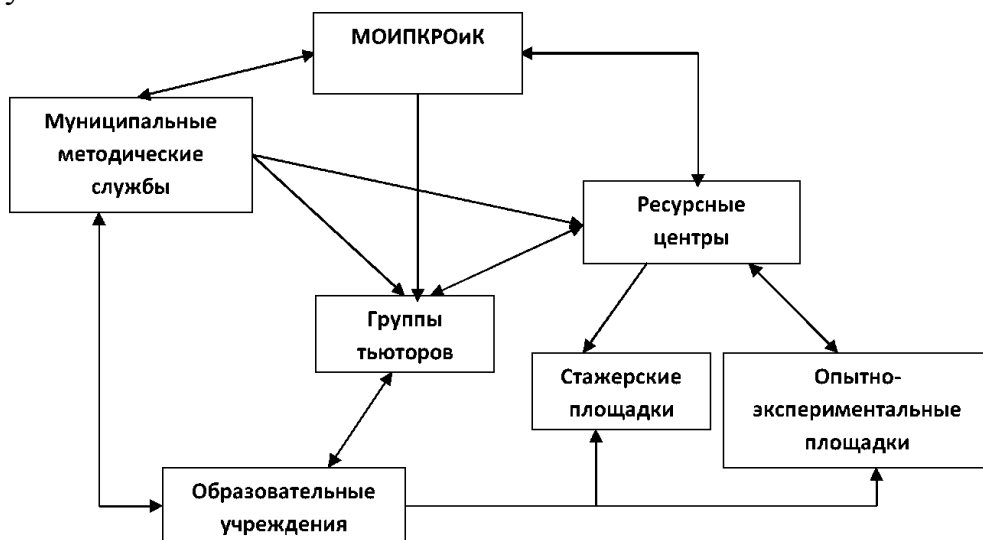 МОИПКРОиК
Муниципальные
методические
службы
Ресурсные
центры
Группы
тьюторов
Стажерские
площадки
Опытно-
экспериментальные
площадки
Образовательные
учреждения